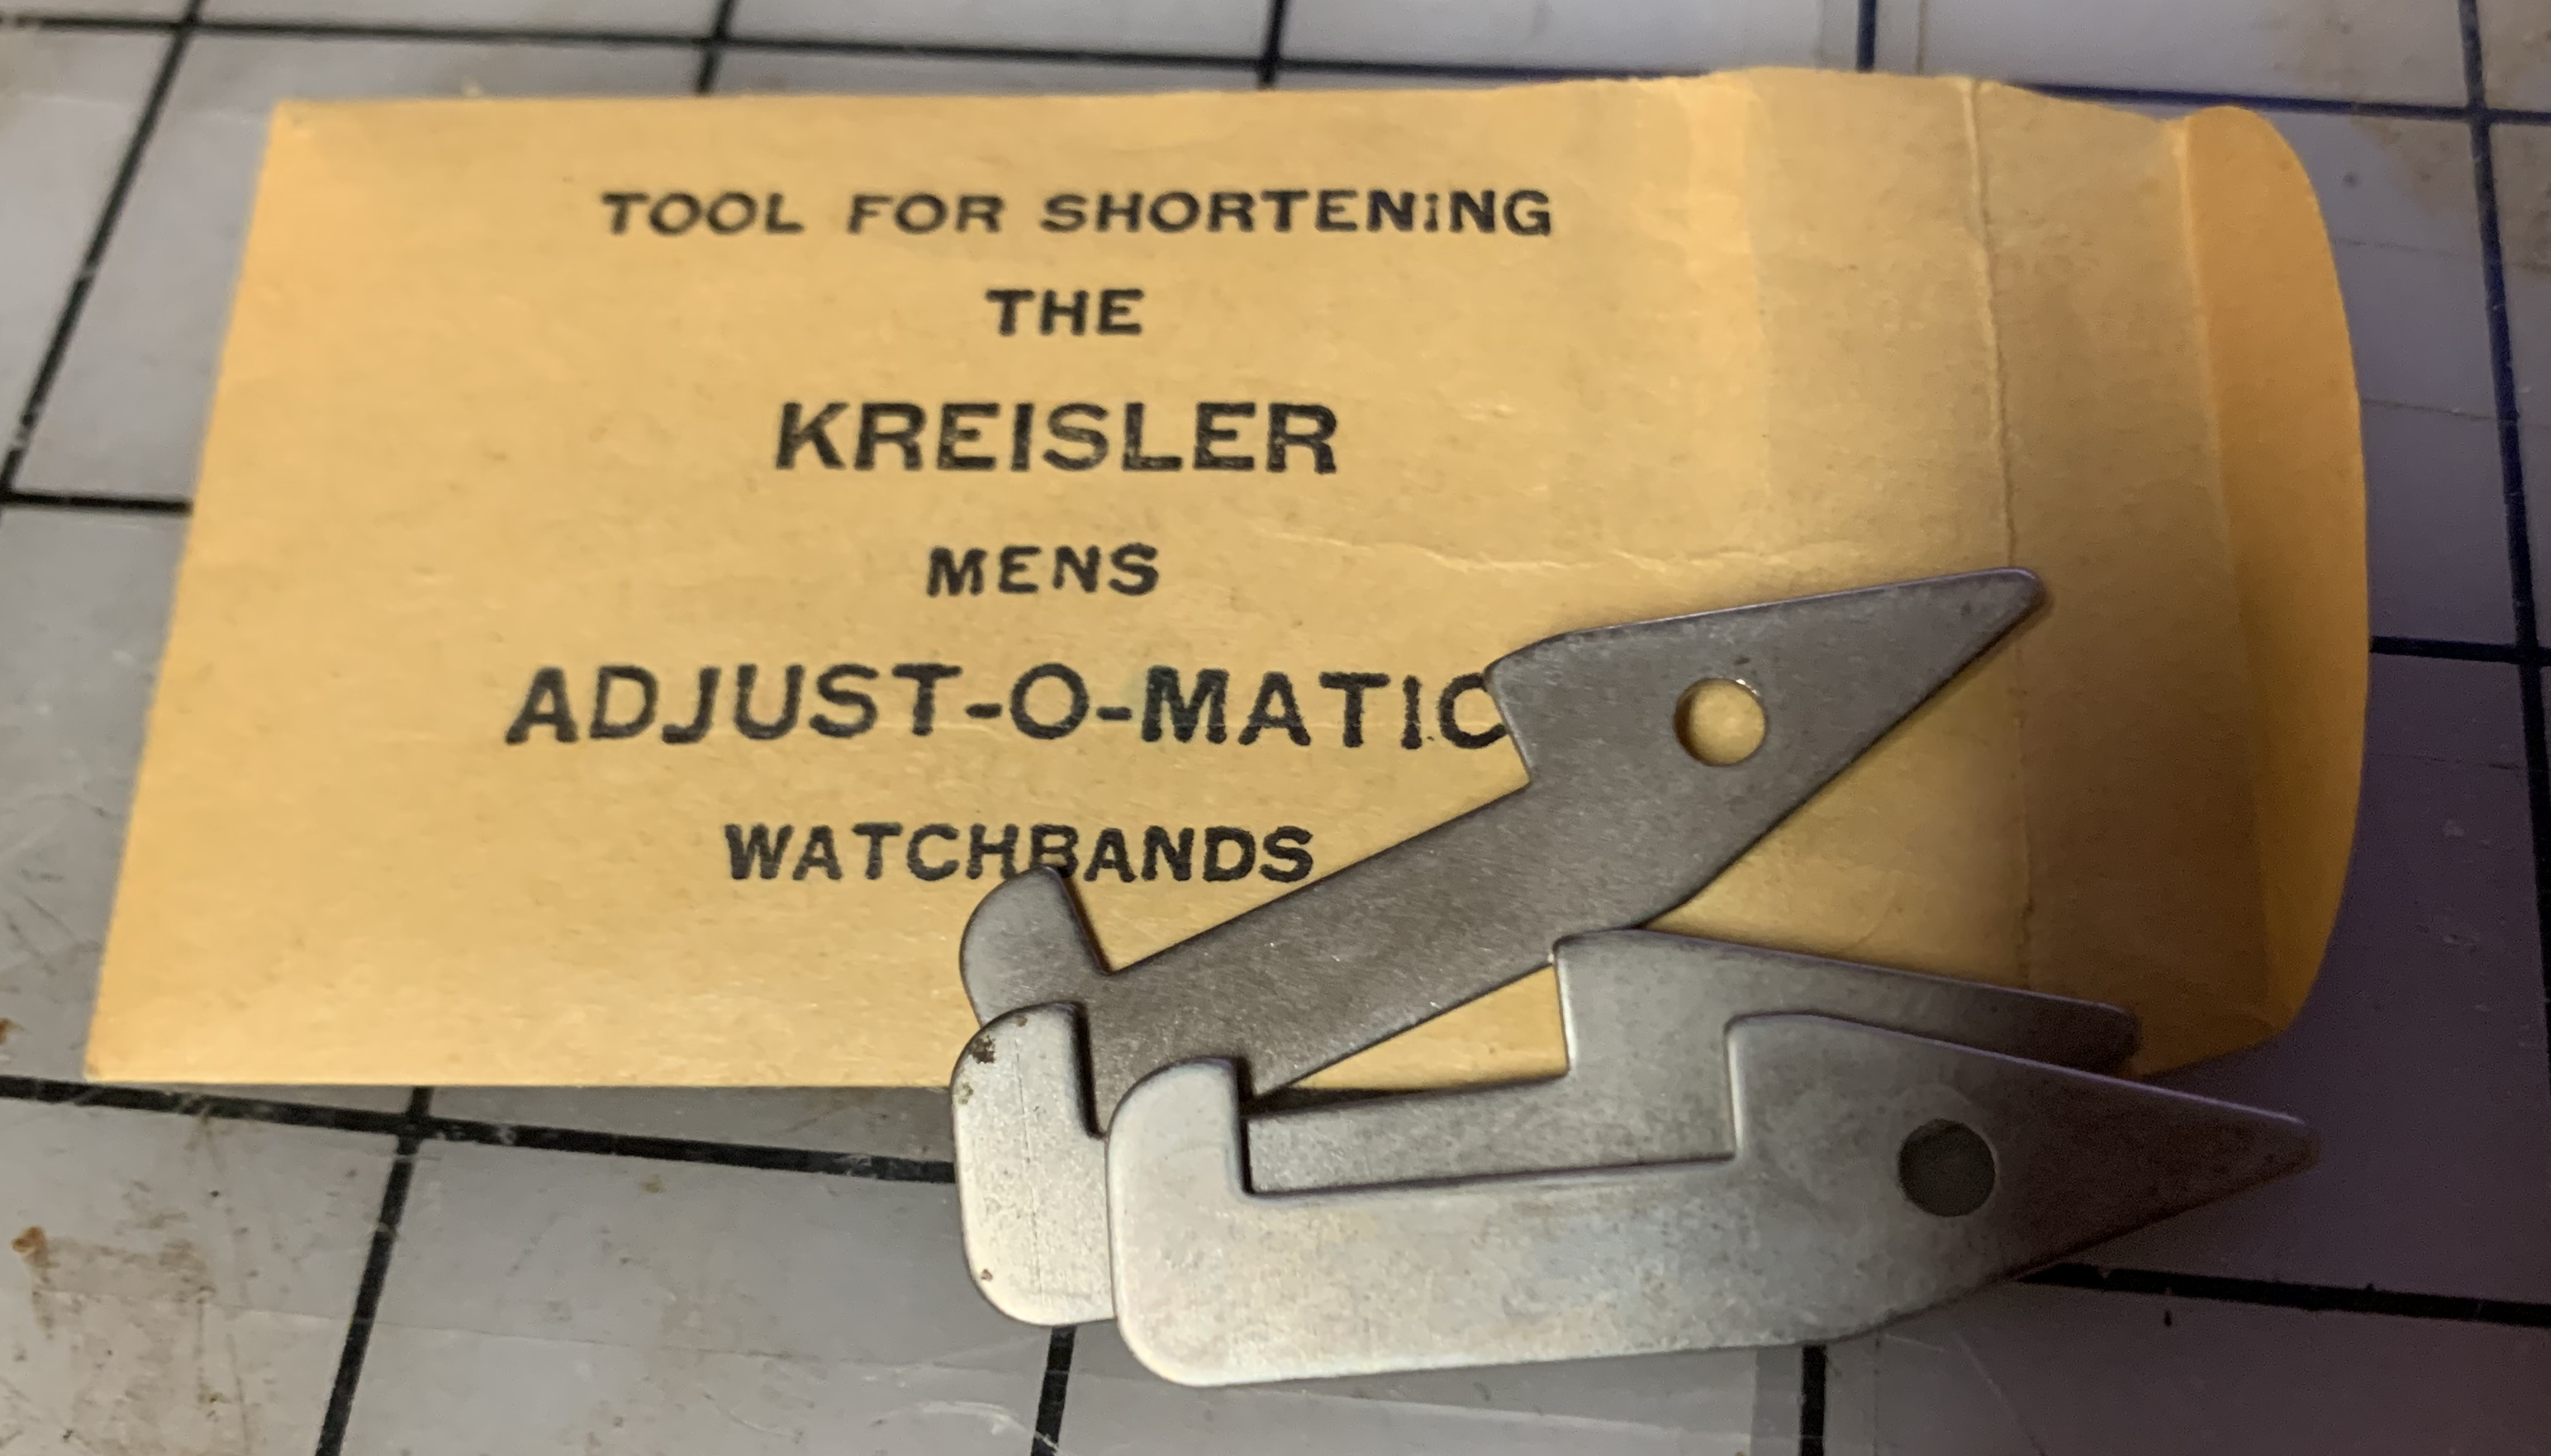 TOOL FOR SHORTENiNG
THE
KREISLER
MENS
ADJUST-O-MATIC
WATCHBANDS